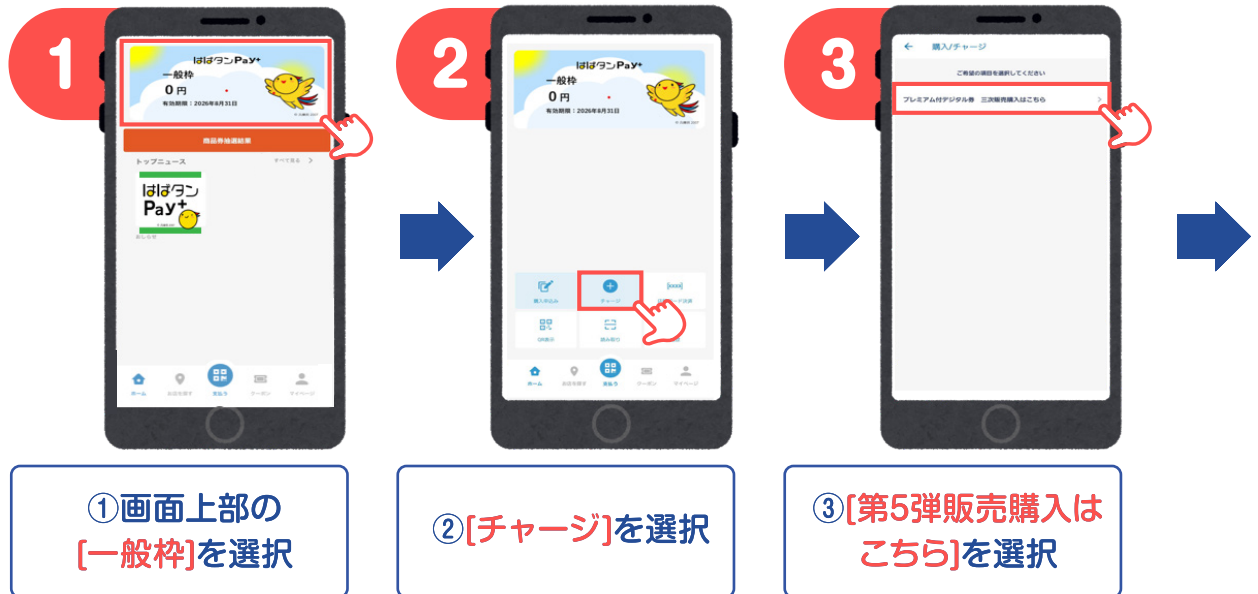 1
はばタンPay+
一般枠
0 円
有効期限：2026年8月31日
商品券抽選結果
トップニュース
すべて見る
はばタン
Pay+
おしらせ
ホーム
お店を探す
支払う
クーポン
マイページ
①画面上部の
[一般枠]を選択
2
はばタンPay+
一般枠
0 円
有効期限：2026年8月31日
購入申込み
チャージ
QR表示
読み取り
ホーム
お店を探す
支払う
クーポン
マイページ
②[チャージ]を選択
3
購入/チャージ
ご希望の項目を選択してください
プレミアム付デジタル券　三次販売購入はこちら
③[第5弾販売購入は
こちら]を選択